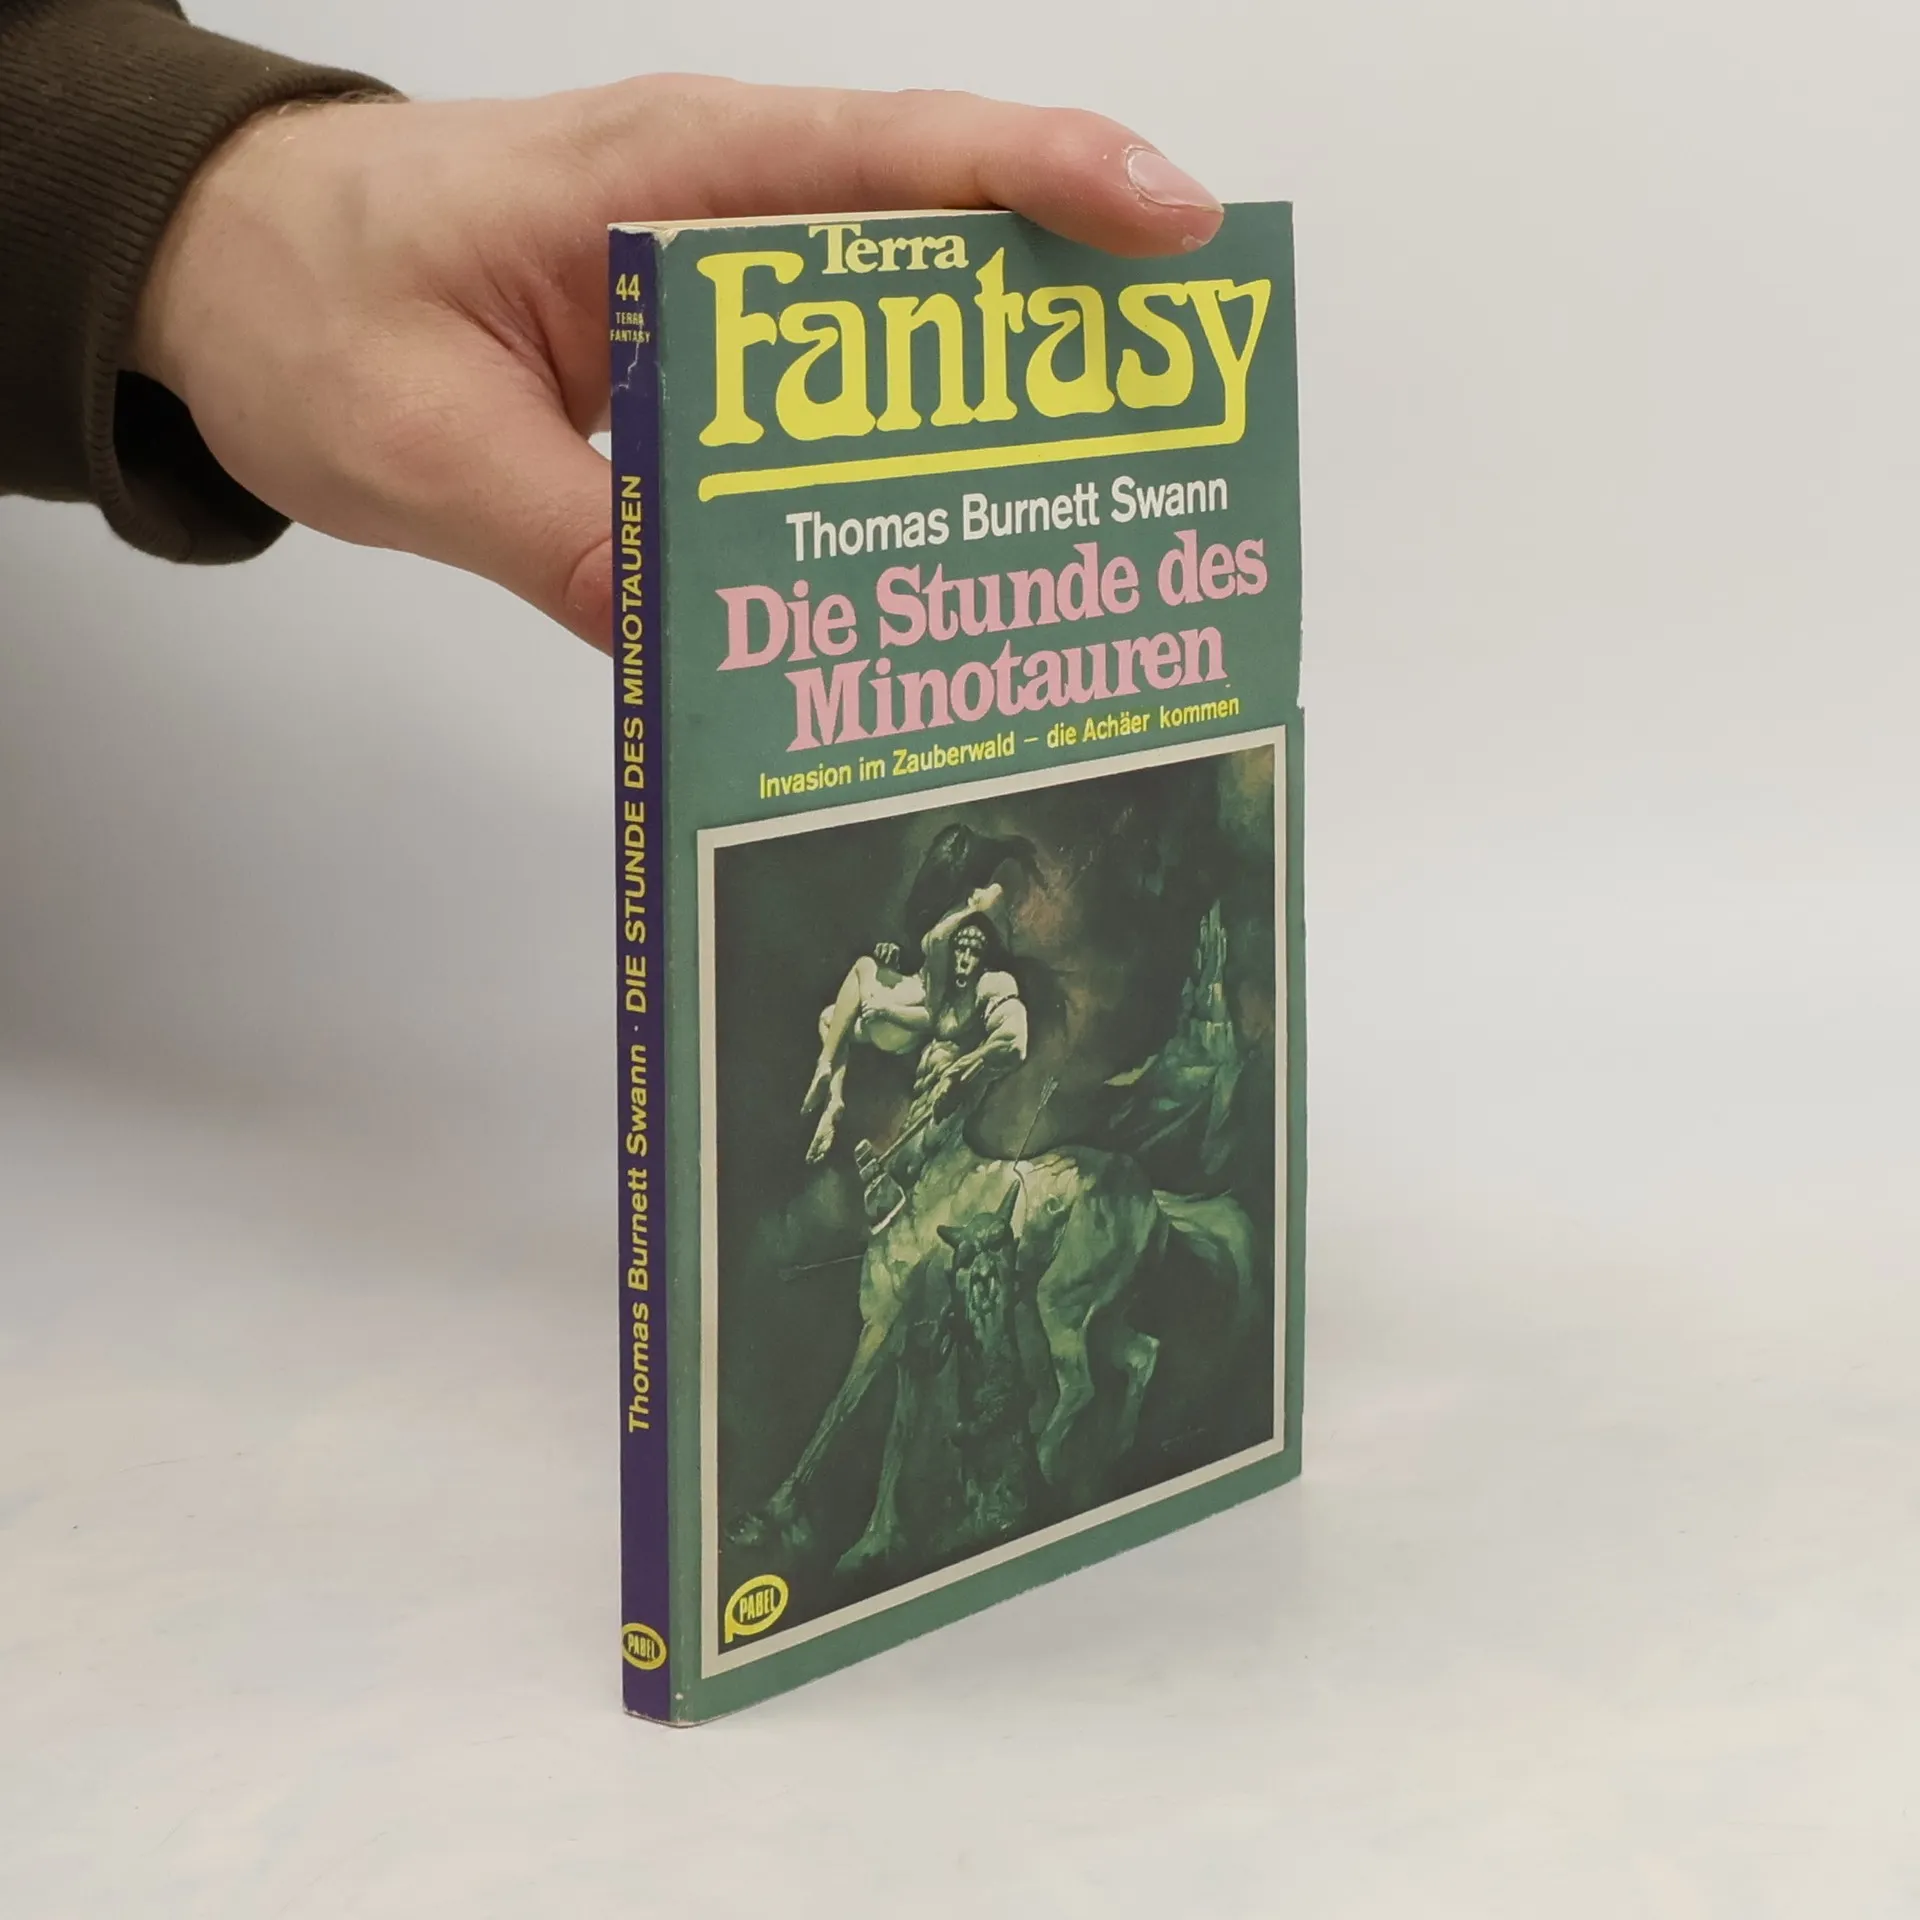 Terra
Fantasy
Thomas Burnett Swann
Die Stunde des
Minotauren
Invasion im Zauberwald – die Achäer kommen
PABEL
44
TERRA
FANTASY
Thomas Burnett Swann · DIE STUNDE DES MINOTAUREN
PABEL